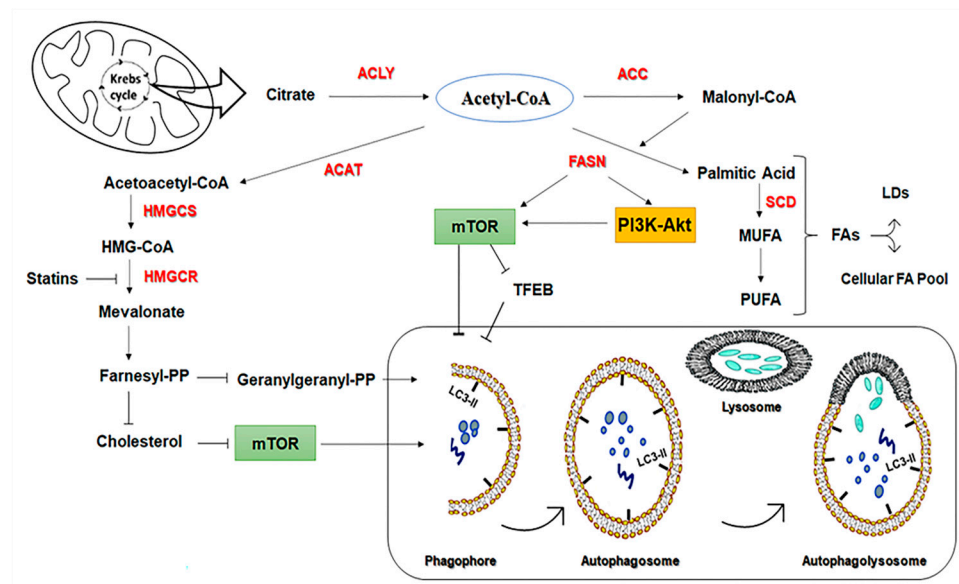 Krebs
cycle
Citrate
ACLY
Acetyl-CoA
ACC
Malonyl-CoA
ACAT
FASN
Acetoacetyl-CoA
Palmitic Acid
HMGCS
SCD
LDs
mTOR
PI3K-Akt
MUFA
FAs
HMG-CoA
Statins
HMGCR
Cellular FA Pool
TFEB
PUFA
Mevalonate
Farnesyl-PP
Geranylgeranyl-PP
LC3-II
Lysosome
Cholesterol
mTOR
LC3-II
LC3-II
Phagophore
Autophagosome
Autophagolysosome